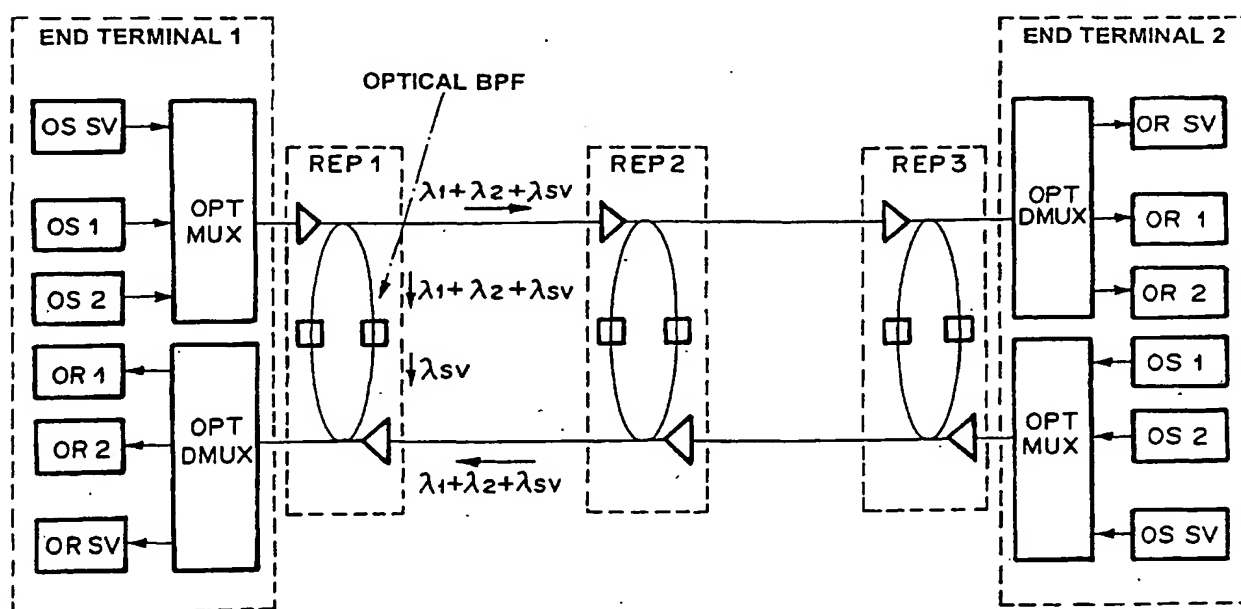 END TERMINAL 1
END TERMINAL 2
OPTICAL BPF
OS SV
OS 1
OS 2
OPT
MUX
OR 1
OR 2
OR SV
OPT
DMUX
REP 1
REP 2
REP 3
λ1+λ2+λSV
λ1+λ2+λSV
λSV
λ1+λ2+λSV
OPT
DMUX
OR SV
OR 1
OR 2
OPT
MUX
OS 1
OS 2
OS SV